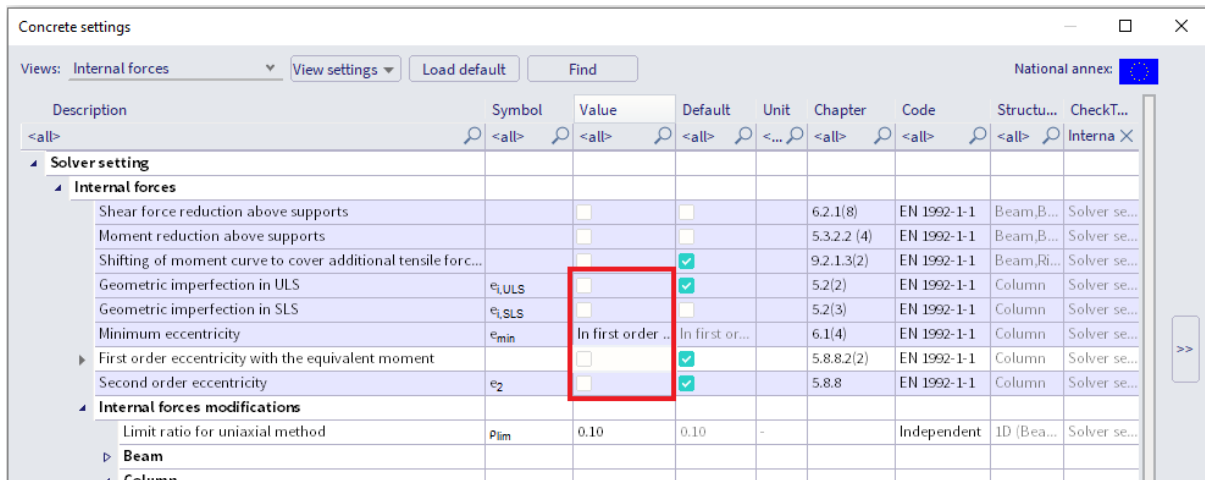 Concrete settings
Views: Internal forces View settings Load default Find National annex:
Description Symbol Value Default Unit Chapter Code Structu... CheckT...
<all> <all> <all> <all> <... <all> <all> <all> Interna
Solver setting
Internal forces
Shear force reduction above supports 6.2.1(8) EN 1992-1-1 Beam,B... Solver se...
Moment reduction above supports 5.3.2.2 (4) EN 1992-1-1 Beam,B... Solver se...
Shifting of moment curve to cover additional tensile forc... 9.2.1.3(2) EN 1992-1-1 Beam,Ri... Solver se...
Geometric imperfection in ULS ei,ULS 5.2(2) EN 1992-1-1 Column Solver se...
Geometric imperfection in SLS ei,SLS 5.2(3) EN 1992-1-1 Column Solver se...
Minimum eccentricity emin In first order .. In first or... 6.1(4) EN 1992-1-1 Column Solver se...
First order eccentricity with the equivalent moment 5.8.8.2(2) EN 1992-1-1 Column Solver se...
Second order eccentricity e2 5.8.8 EN 1992-1-1 Column Solver se...
Internal forces modifications
Limit ratio for uniaxial method ρlim 0.10 0.10 - Independent 1D (Bea... Solver se...
Beam
Column
>>